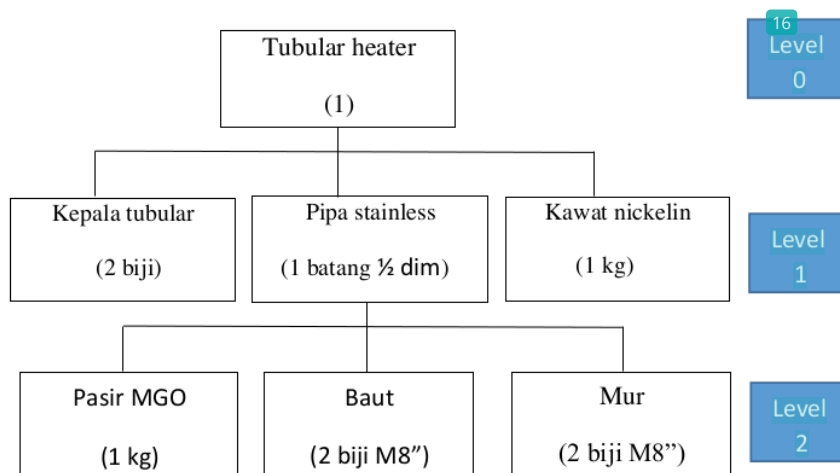 16
Tubular heater
(1)
Level
0
Kepala tubular
(2 biji)
Pipa stainless
(1 batang ½ dim)
Kawat nickelin
(1 kg)
Level
1
Pasir MGO
(1 kg)
Baut
(2 biji M8”)
Mur
(2 biji M8”)
Level
2